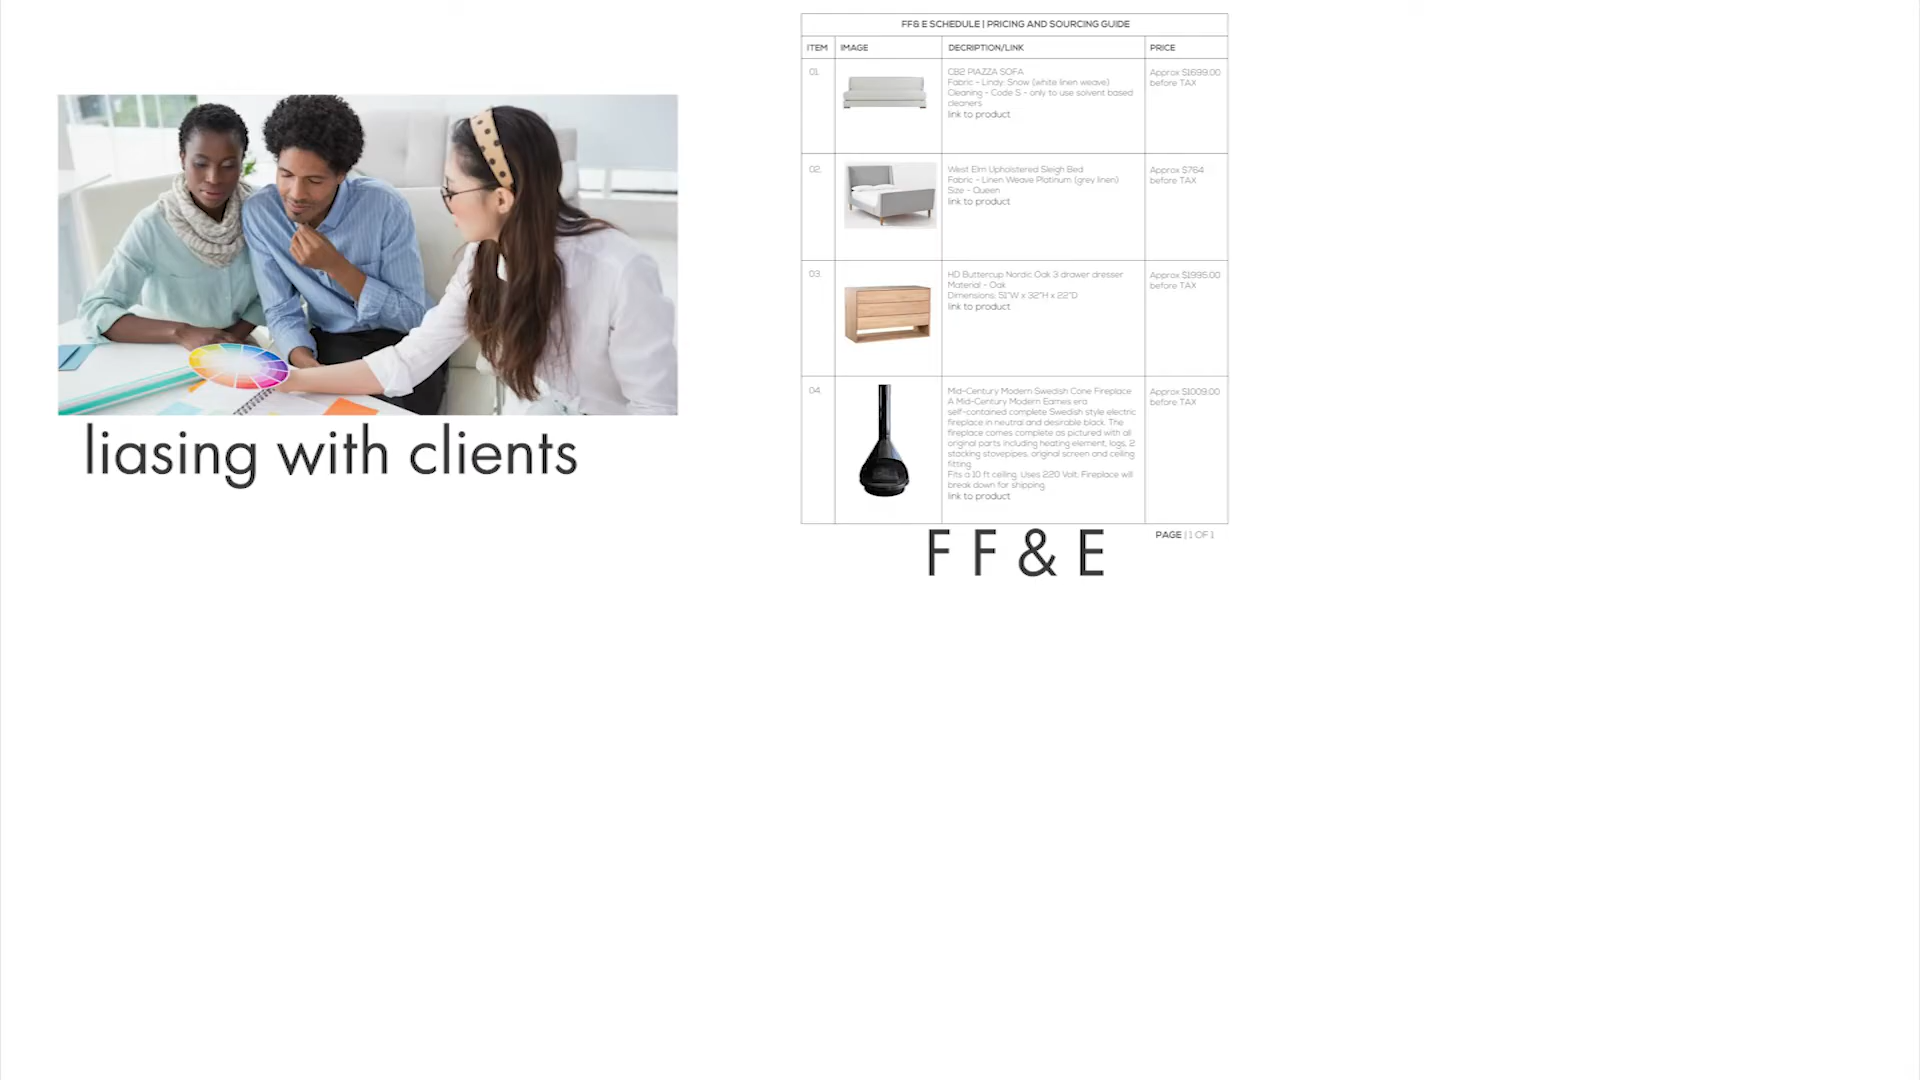 liasing with clients
FF& E SCHEDULE | PRICING AND SOURCING GUIDE
ITEM IMAGE DECRIPTION/LINK PRICE
01. CB2 PIAZZA SOFA Approx $1699.00
Fabric - Lindy: Snow (white linen weave) before TAX
Cleaning - Code S - only to use solvent based
cleaners
link to product
02. West Elm Upholstered Sleigh Bed Approx $764
Fabric - Linen Weave Platinum (grey linen) before TAX
Size - Queen
link to product
03. HD Buttercup Nordic Oak 3 drawer dresser Approx $1995.00
Material - Oak before TAX
Dimensions: 51"W x 32"H x 22"D
link to product
04. Mid-Century Modern Swedish Cone Fireplace Approx $1009.00
A Mid-Century Modern Eames era before TAX
self-contained complete Swedish style electric
fireplace in neutral and desirable black. The
fireplace comes complete as pictured with all
original parts including heating element, logs, 2
stacking stovepipes, original screen and ceiling
fitting.
Fits a 10 ft ceiling. Uses 220 Volt. Fireplace will
break down for shipping.
link to product
PAGE | 1 OF 1
F F & E